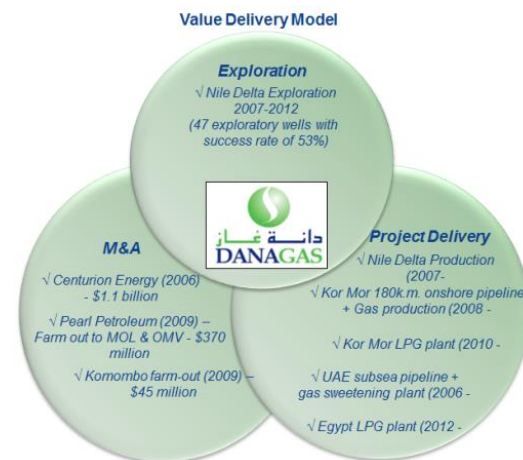 Value Delivery Model
Exploration
√ Nile Delta Exploration
2007-2012
(47 exploratory wells with
success rate of 53%)
دانة غاز
DANAGAS
M&A
√ Centurion Energy (2006)
- $1.1 billion
√ Pearl Petroleum (2009) –
Farm out to MOL & OMV - $370
million
√ Komombo farm-out (2009) –
$45 million
Project Delivery
√ Nile Delta Production
(2007-
√ Kor Mor 180k.m. onshore pipeline
+ Gas production (2008 -
√ Kor Mor LPG plant (2010 -
√ UAE subsea pipeline +
gas sweetening plant (2006 -
√ Egypt LPG plant (2012 -